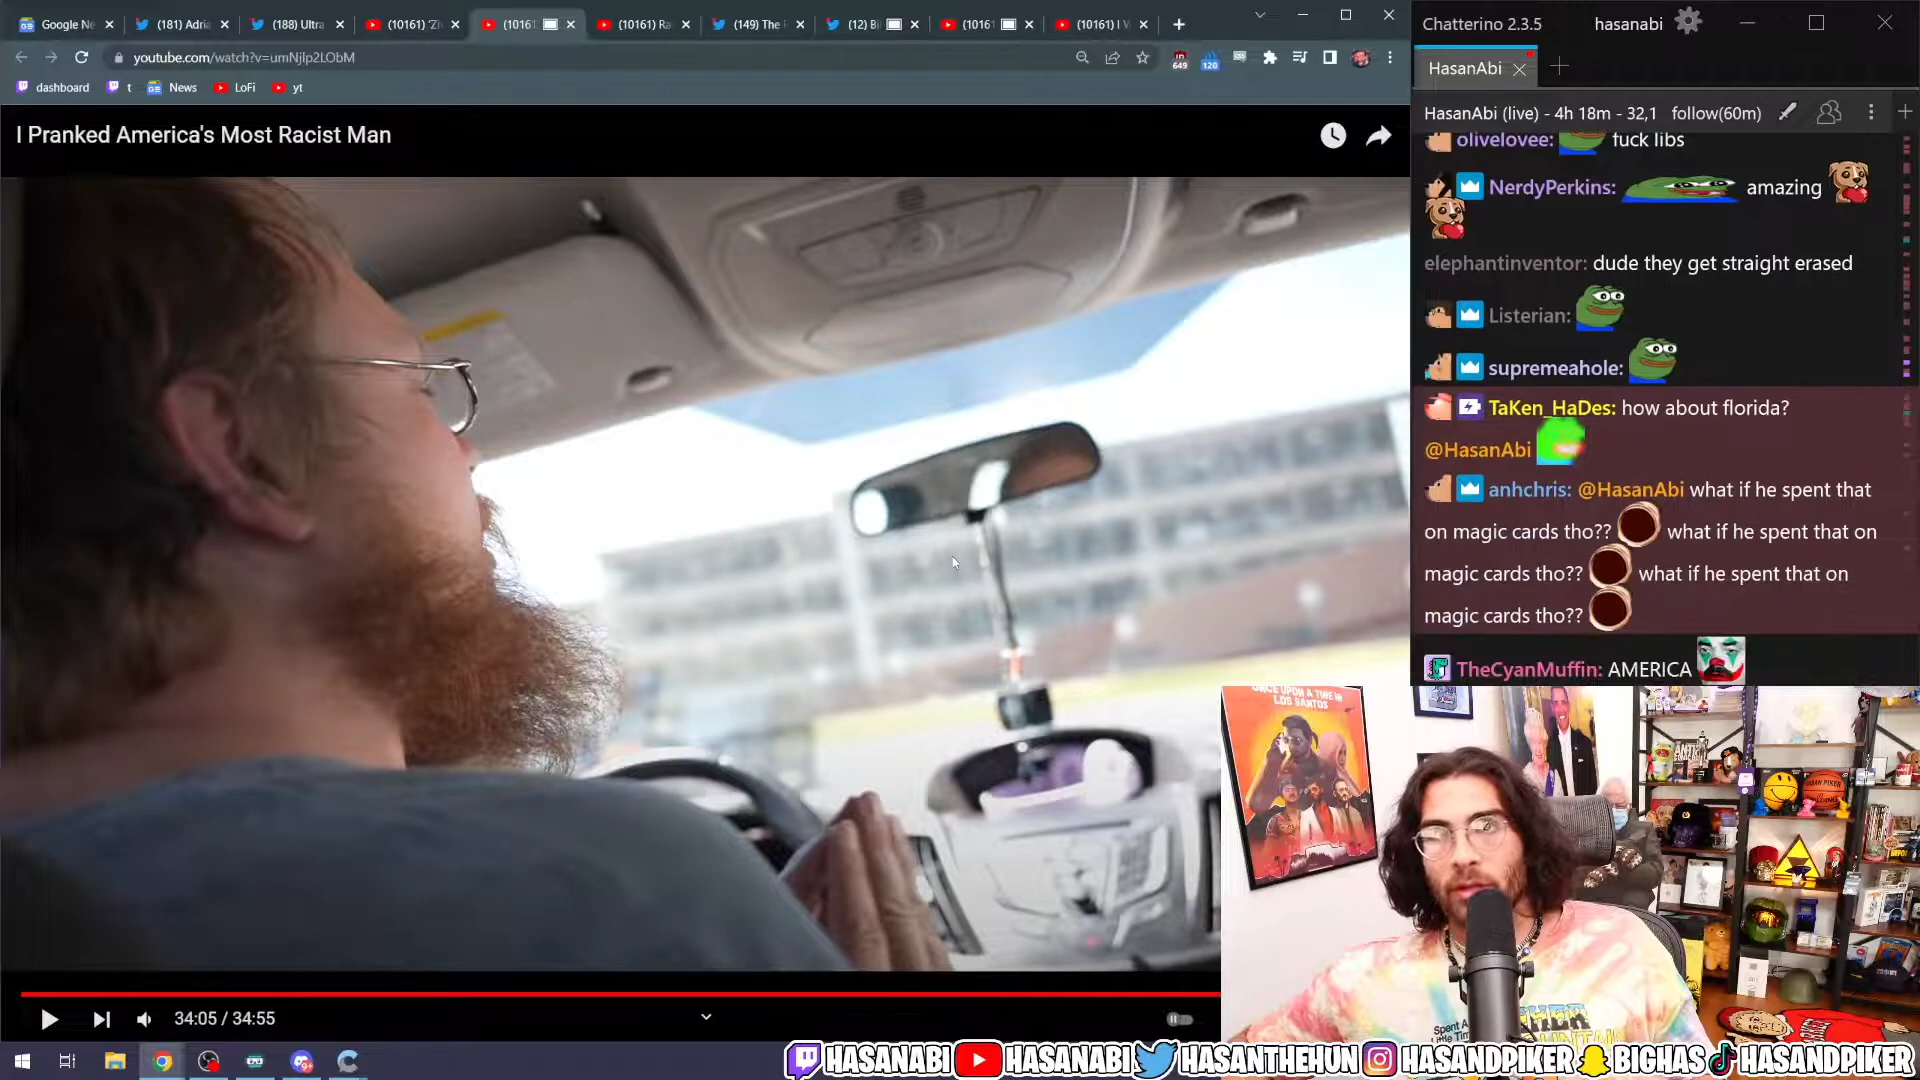 Google Ne
(181) Adria
(188) Ultra
(10161) 'Ziv
(1016
(10161) Ra
(149) The F
(12) Bi
(1016
(10161) I V
youtube.com/watch?v=umNjlp2LObM
649
120
dashboard
t
News
LoFi
yt
I Pranked America's Most Racist Man
34:05 / 34:55
Chatterino 2.3.5
hasanabi
HasanAbi
HasanAbi (live) - 4h 18m - 32,1
follow(60m)
olivelovee: fuck libs
NerdyPerkins: amazing
elephantinventor: dude they get straight erased
Listerian:
supremeahole:
TaKen_HaDes: how about florida?
@HasanAbi
anhchris: @HasanAbi what if he spent that
on magic cards tho?? what if he spent that on
magic cards tho?? what if he spent that on
magic cards tho??
TheCyanMuffin: AMERICA
ONCE UPON A TIME IN
LOS SANTOS
HASANABI
HASANABI
HASANTHEHUN
HASANDPIKER
BIGHAS
HASANDPIKER